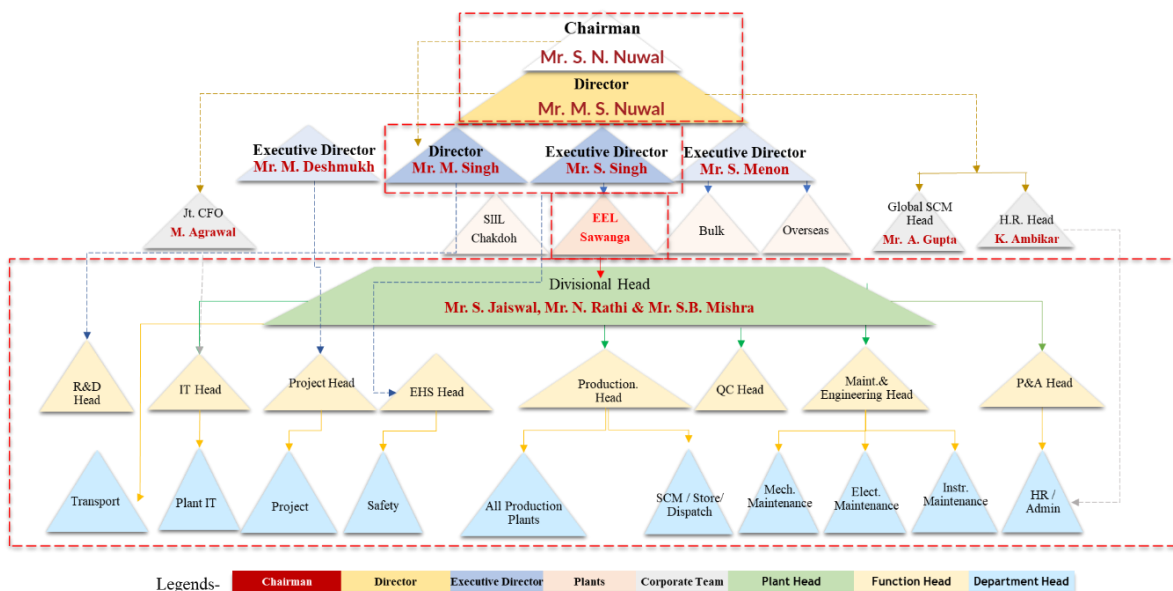 Chairman
Mr. S. N. Nuwal
Director
Mr. M. S. Nuwal
Executive Director
Mr. M. Deshmukh
Director
Mr. M. Singh
Executive Director
Mr. S. Singh
Executive Director
Mr. S. Menon
Jt. CFO
M. Agrawal
SIIL
Chakdoh
EEL
Sawanga
Bulk
Overseas
Global SCM
Head
Mr. A. Gupta
H.R. Head
K. Ambikar
Divisional Head
Mr. S. Jaiswal, Mr. N. Rathi & Mr. S.B. Mishra
R&D
Head
IT Head
Project Head
EHS Head
Production.
Head
QC Head
Maint.&
Engineering Head
P&A Head
Transport
Plant IT
Project
Safety
All Production
Plants
SCM / Store/
Dispatch
Mech.
Maintenance
Elect.
Maintenance
Instr.
Maintenance
HR /
Admin
Legends-
Chairman
Director
Executive Director
Plants
Corporate Team
Plant Head
Function Head
Department Head